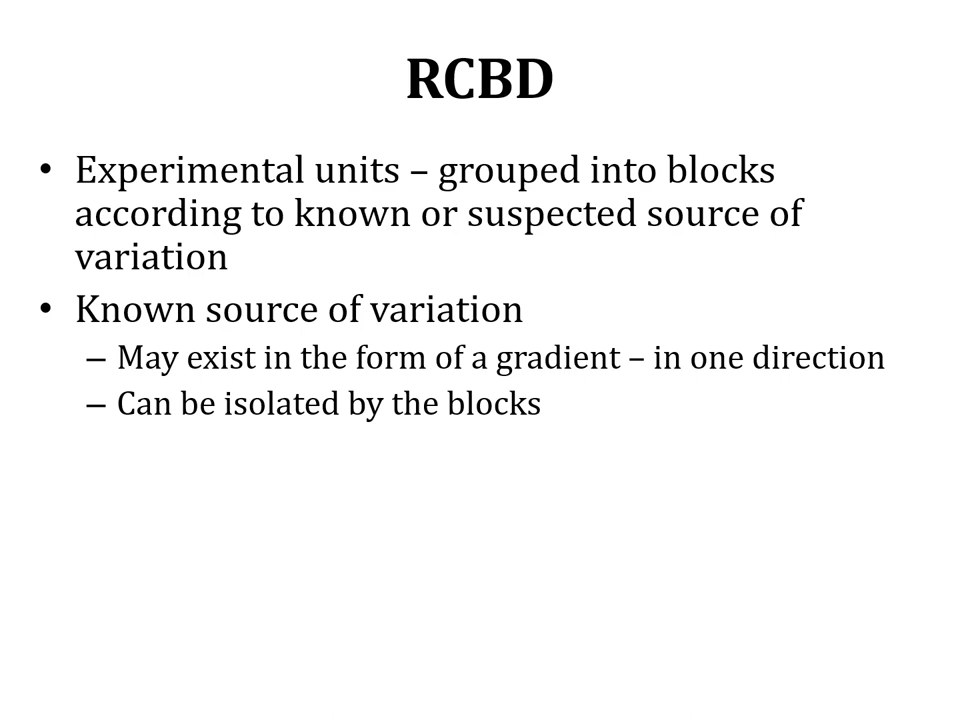 RCBD
• Experimental units – grouped into blocks
according to known or suspected source of
variation
• Known source of variation
– May exist in the form of a gradient – in one direction
– Can be isolated by the blocks